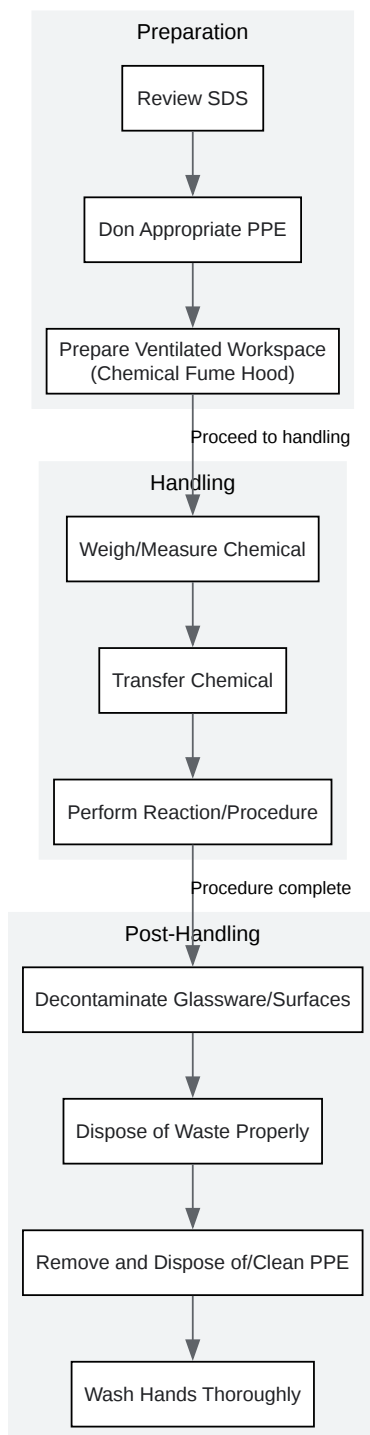 Preparation
Review SDS
Don Appropriate PPE
Prepare Ventilated Workspace
(Chemical Fume Hood)
Proceed to handling
Handling
Weigh/Measure Chemical
Transfer Chemical
Perform Reaction/Procedure
Procedure complete
Post-Handling
Decontaminate Glassware/Surfaces
Dispose of Waste Properly
Remove and Dispose of/Clean PPE
Wash Hands Thoroughly